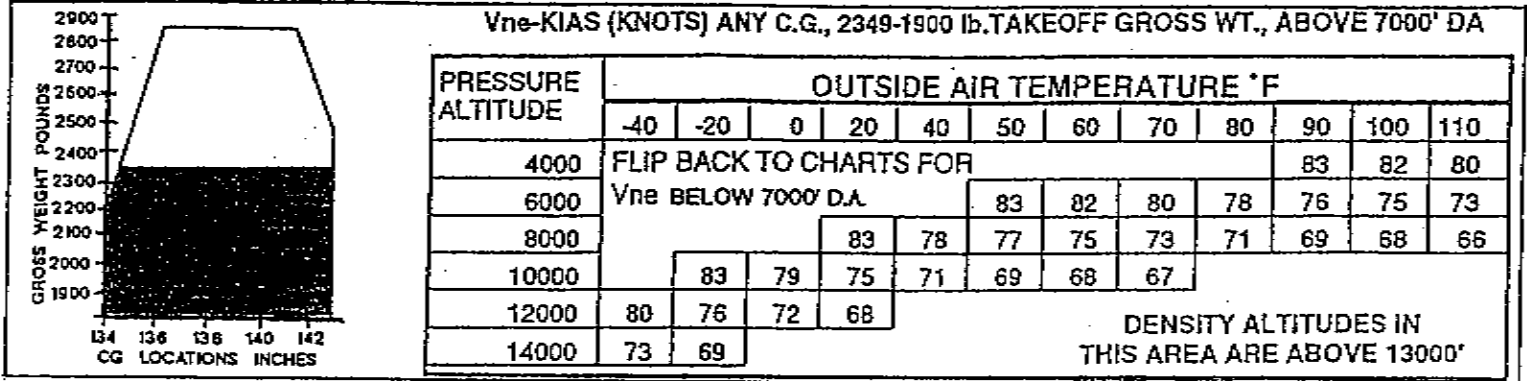 Vne-KIAS (KNOTS) ANY C.G., 2349-1900 lb.TAKEOFF GROSS WT., ABOVE 7000' DA
GROSS WEIGHT POUNDS
2900
2800
2700
2600
2500
2400
2300
2200
2100
2000
1900
134 136 138 140 142
CG LOCATIONS INCHES
PRESSURE ALTITUDE
OUTSIDE AIR TEMPERATURE °F
-40 -20 0 20 40 50 60 70 80 90 100 110
4000 FLIP BACK TO CHARTS FOR 83 82 80
6000 Vne BELOW 7000' D.A. 83 82 80 78 76 75 73
8000 83 78 77 75 73 71 69 68 66
10000 83 79 75 71 69 68 67
12000 80 76 72 68
14000 73 69
DENSITY ALTITUDES IN
THIS AREA ARE ABOVE 13000'